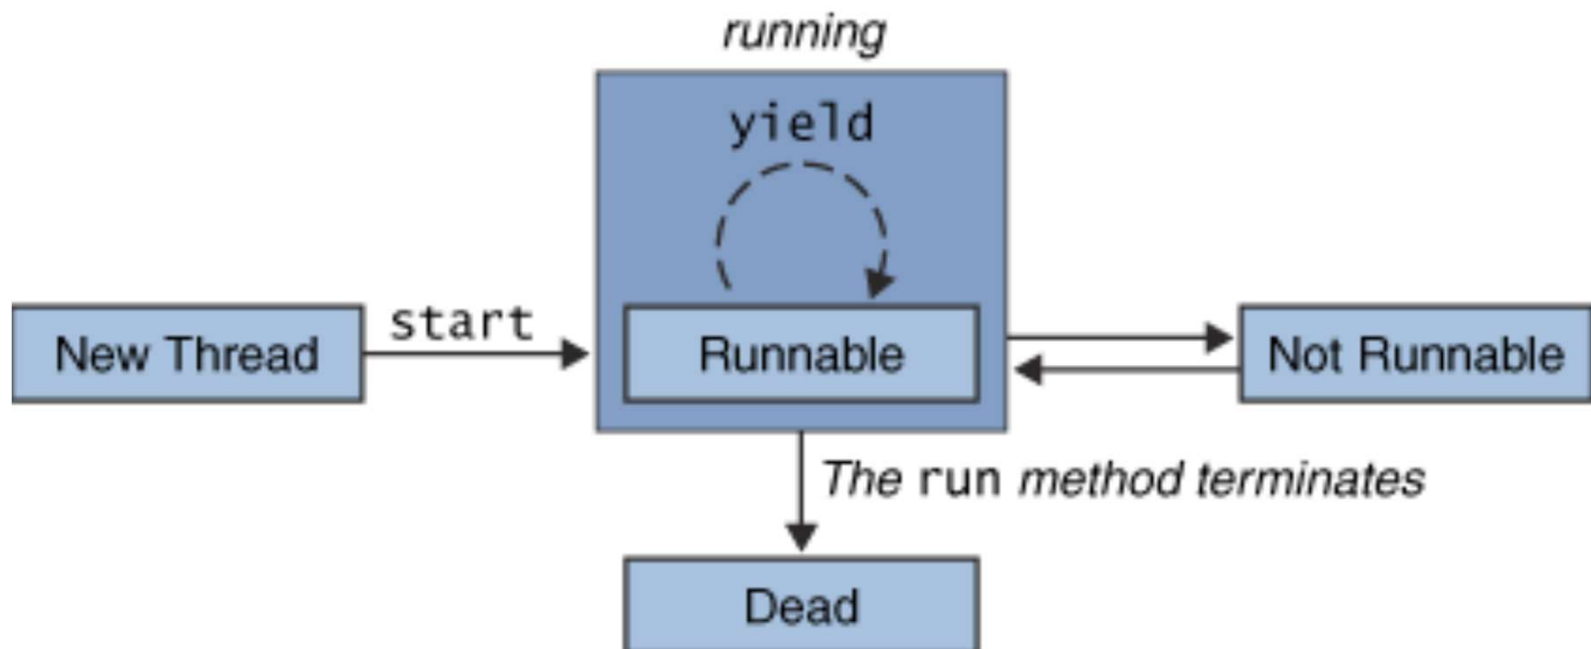 running
yield
New Thread
start
Runnable
Not Runnable
The run method terminates
Dead